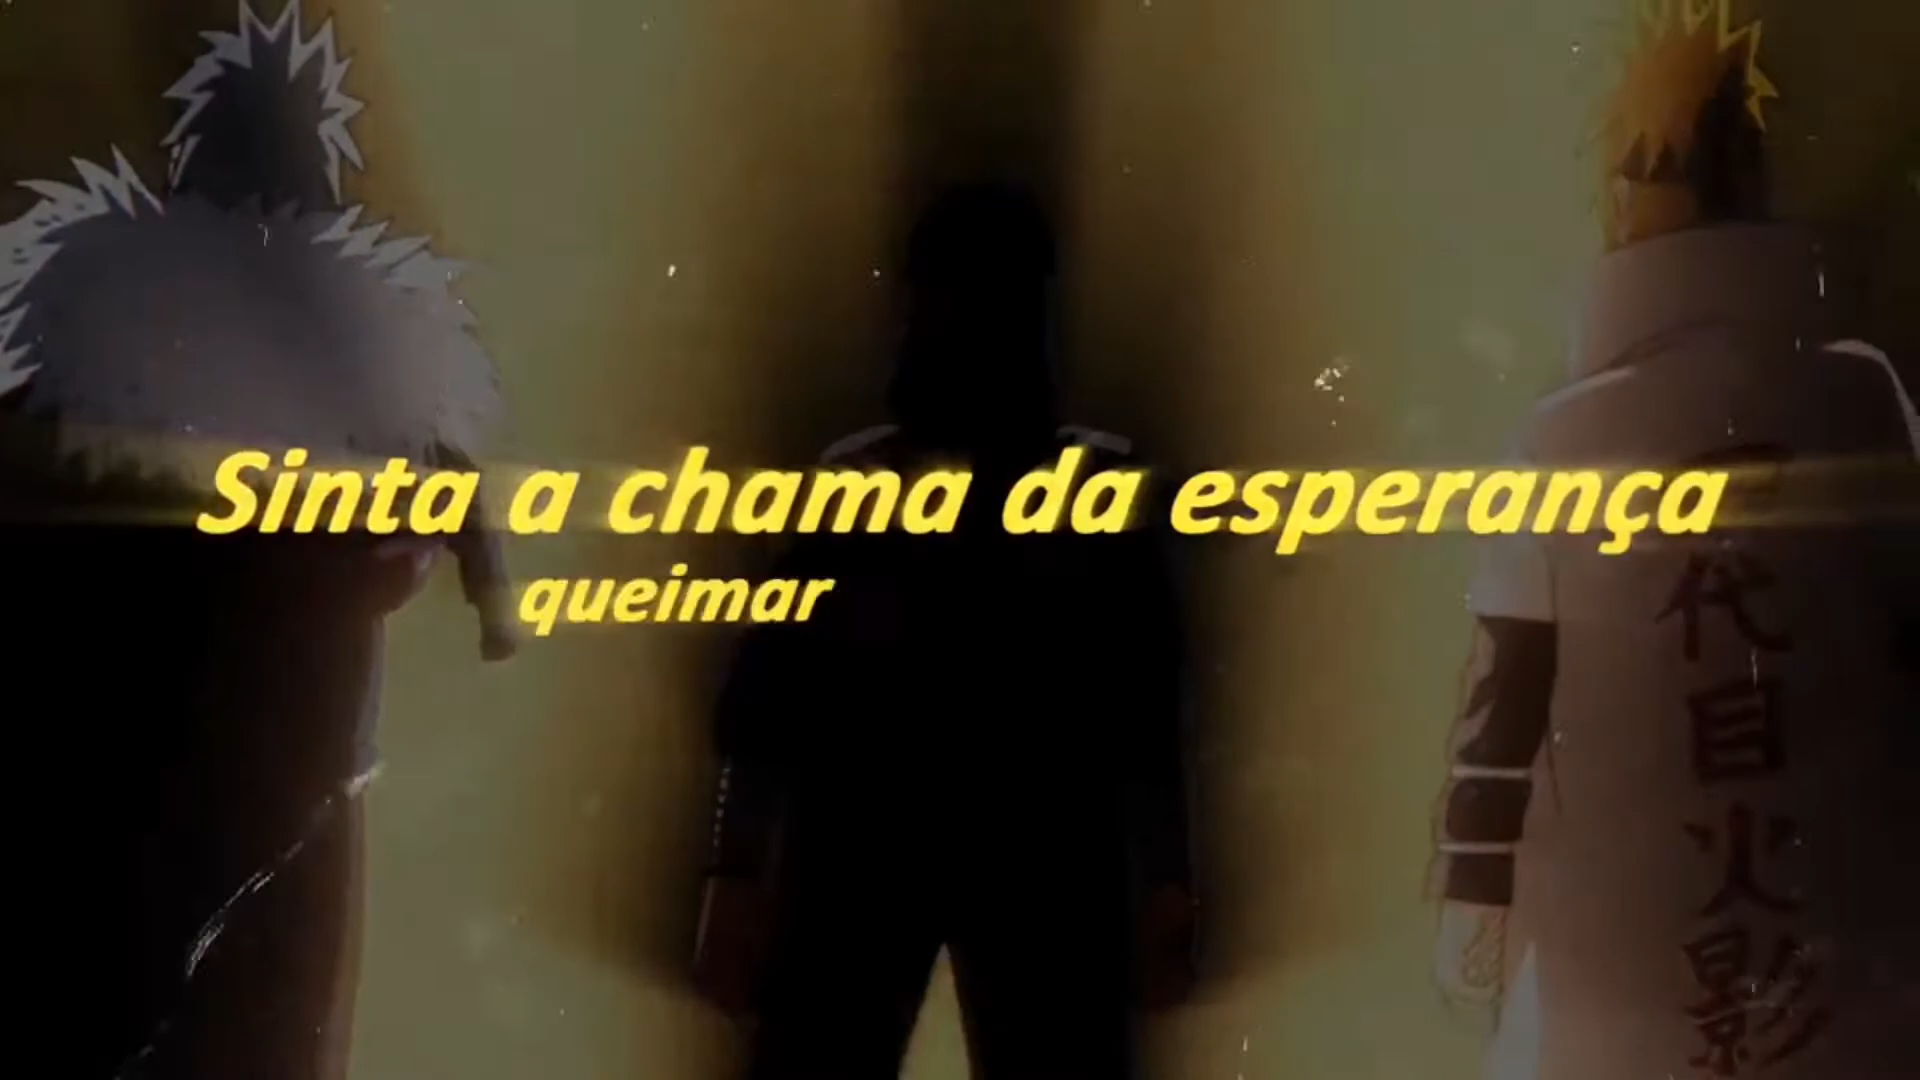 Sinta a chama da esperança
queimar
代目火影